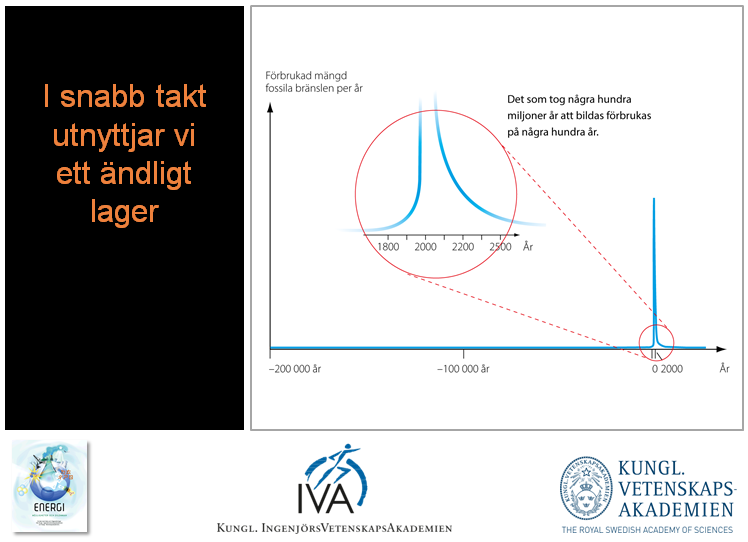 I snabb takt
utnyttjar vi
ett ändligt
lager
Förbrukad mängd
fossila bränslen per år
Det som tog några hundra
miljoner år att bildas förbrukas
på några hundra år.
1800 2000 2200 2500 År
–200 000 år –100 000 år 0 2000 År
ENERGI
IVA
KUNGL. INGENJÖRSVETENSKAPSAKADEMIEN
KUNGL.
VETENSKAPS-
AKADEMIEN
THE ROYAL SWEDISH ACADEMY OF SCIENCES